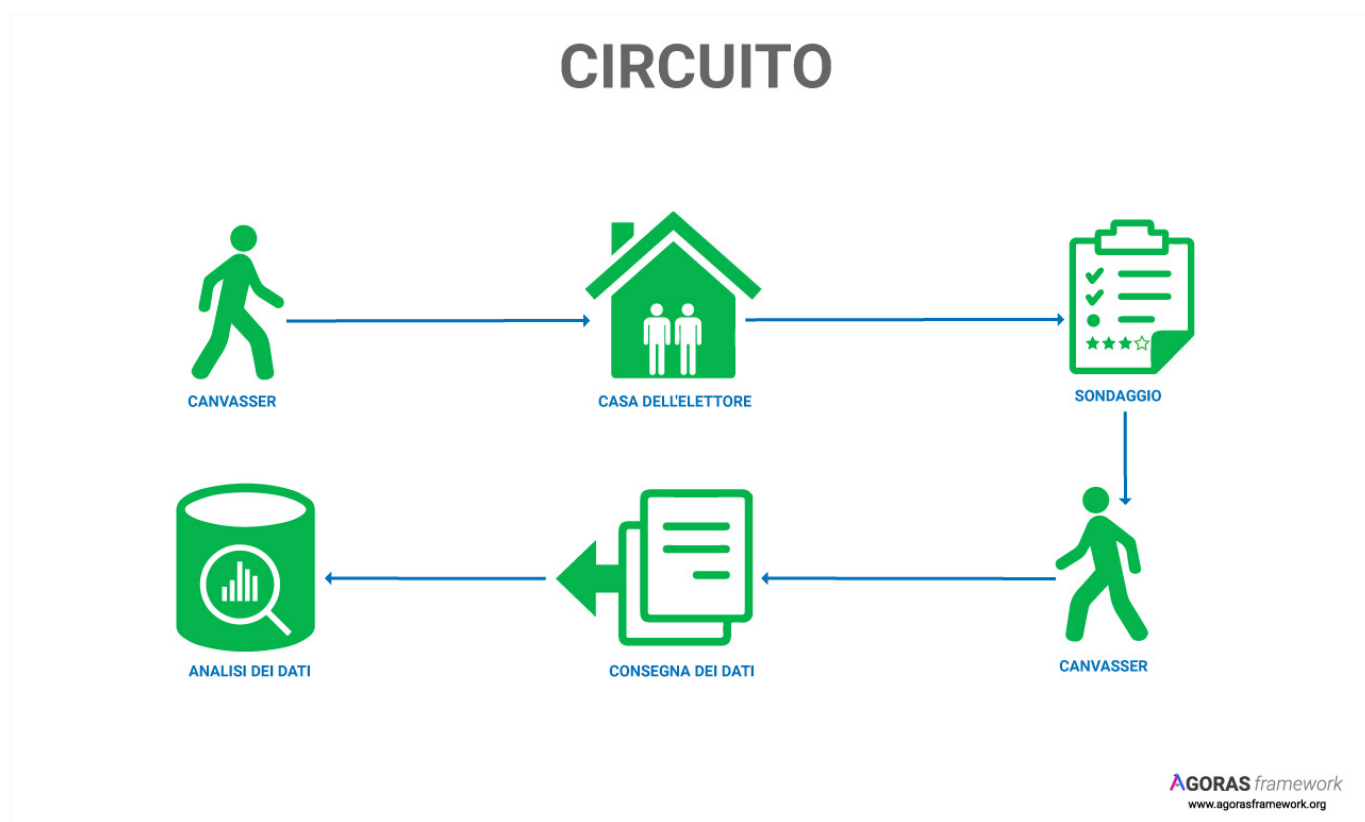 CIRCUITO
CANVASSER
CASA DELL'ELETTORE
SONDAGGIO
ANALISI DEI DATI
CONSEGNA DEI DATI
CANVASSER
AGORAS framework
www.agorasframework.org